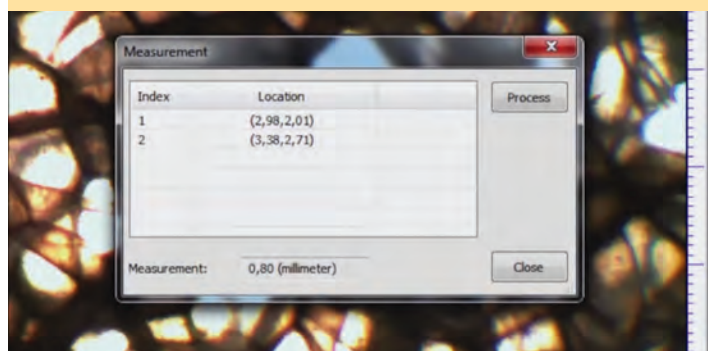 Measurement
Index Location
Process
1 (2,98,2,01)
2 (3,38,2,71)
Measurement: 0,80 (millimeter)
Close